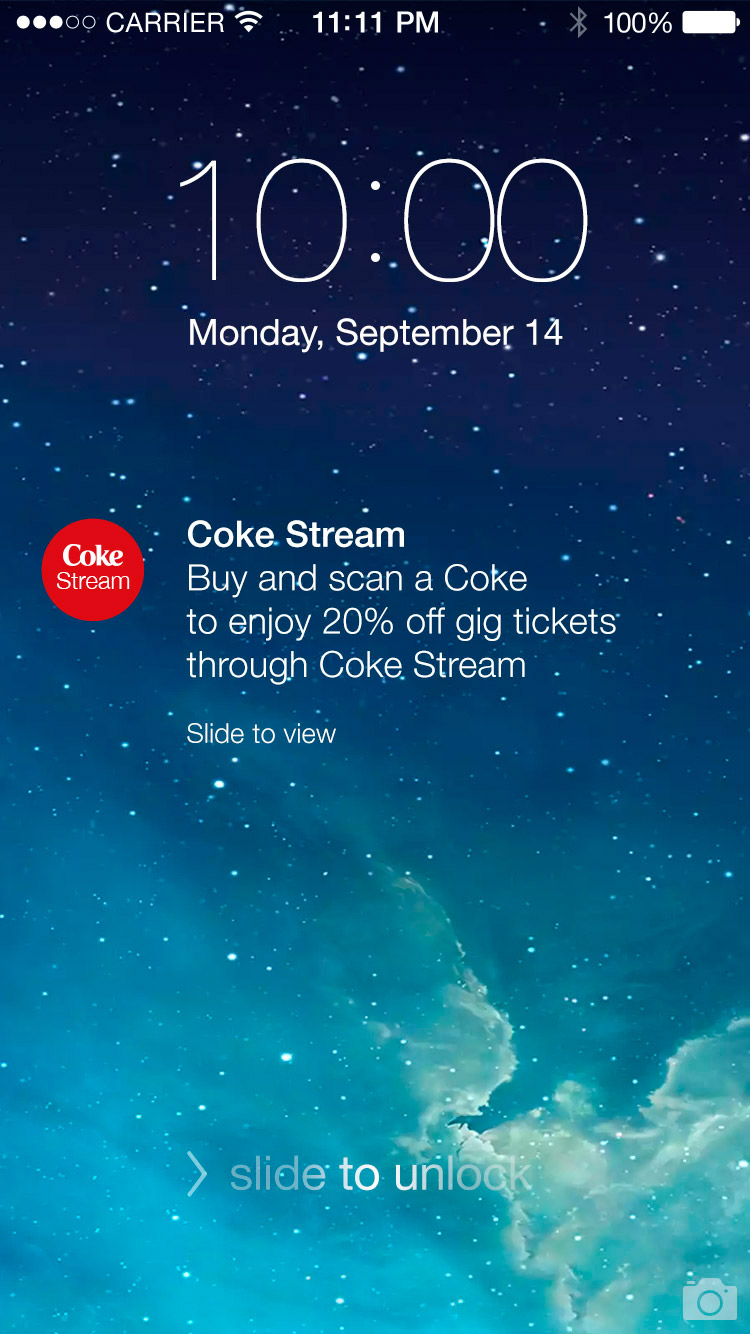 CARRIER 11:11 PM 100%
10:00
Monday, September 14
Coke
Stream
Coke Stream
Buy and scan a Coke
to enjoy 20% off gig tickets
through Coke Stream
Slide to view
slide to unlock